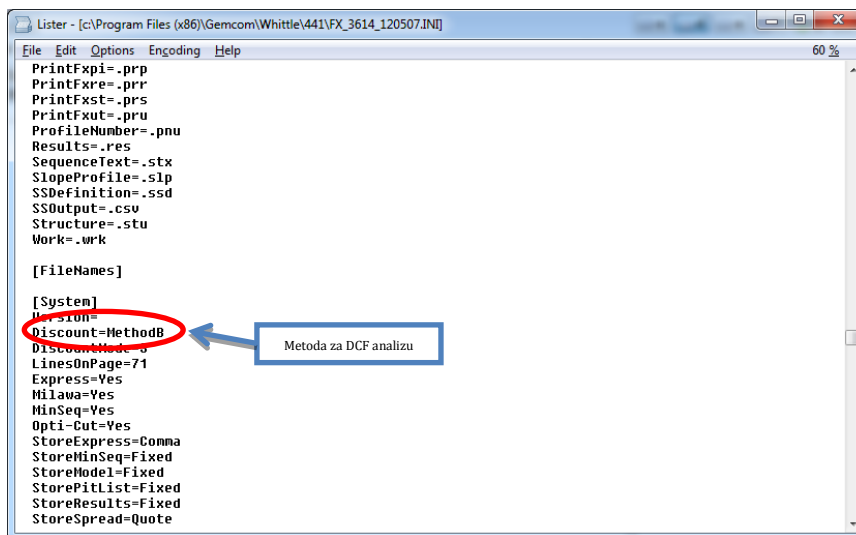 Lister - [c:\Program Files (x86)\Gemcom\Whittle\441\FX_3614_120507.INI]
File Edit Options Encoding Help 60 %
PrintFxpi=.prp
PrintFxre=.prr
PrintFxst=.prs
PrintFxut=.pru
ProfileNumber=.pnu
Results=.res
SequenceText=.stx
SlopeProfile=.slp
SSDefinition=.ssd
SSOutput=.csv
Structure=.stu
Work=.wrk
[FileNames]
[System]
Version=
Discount=MethodB
Metoda za DCF analizu
LinesOnPage=71
Express=Yes
Milawa=Yes
MinSeq=Yes
Opti-Cut=Yes
StoreExpress=Comma
StoreMinSeq=Fixed
StoreModel=Fixed
StorePitList=Fixed
StoreResults=Fixed
StoreSpread=Quote